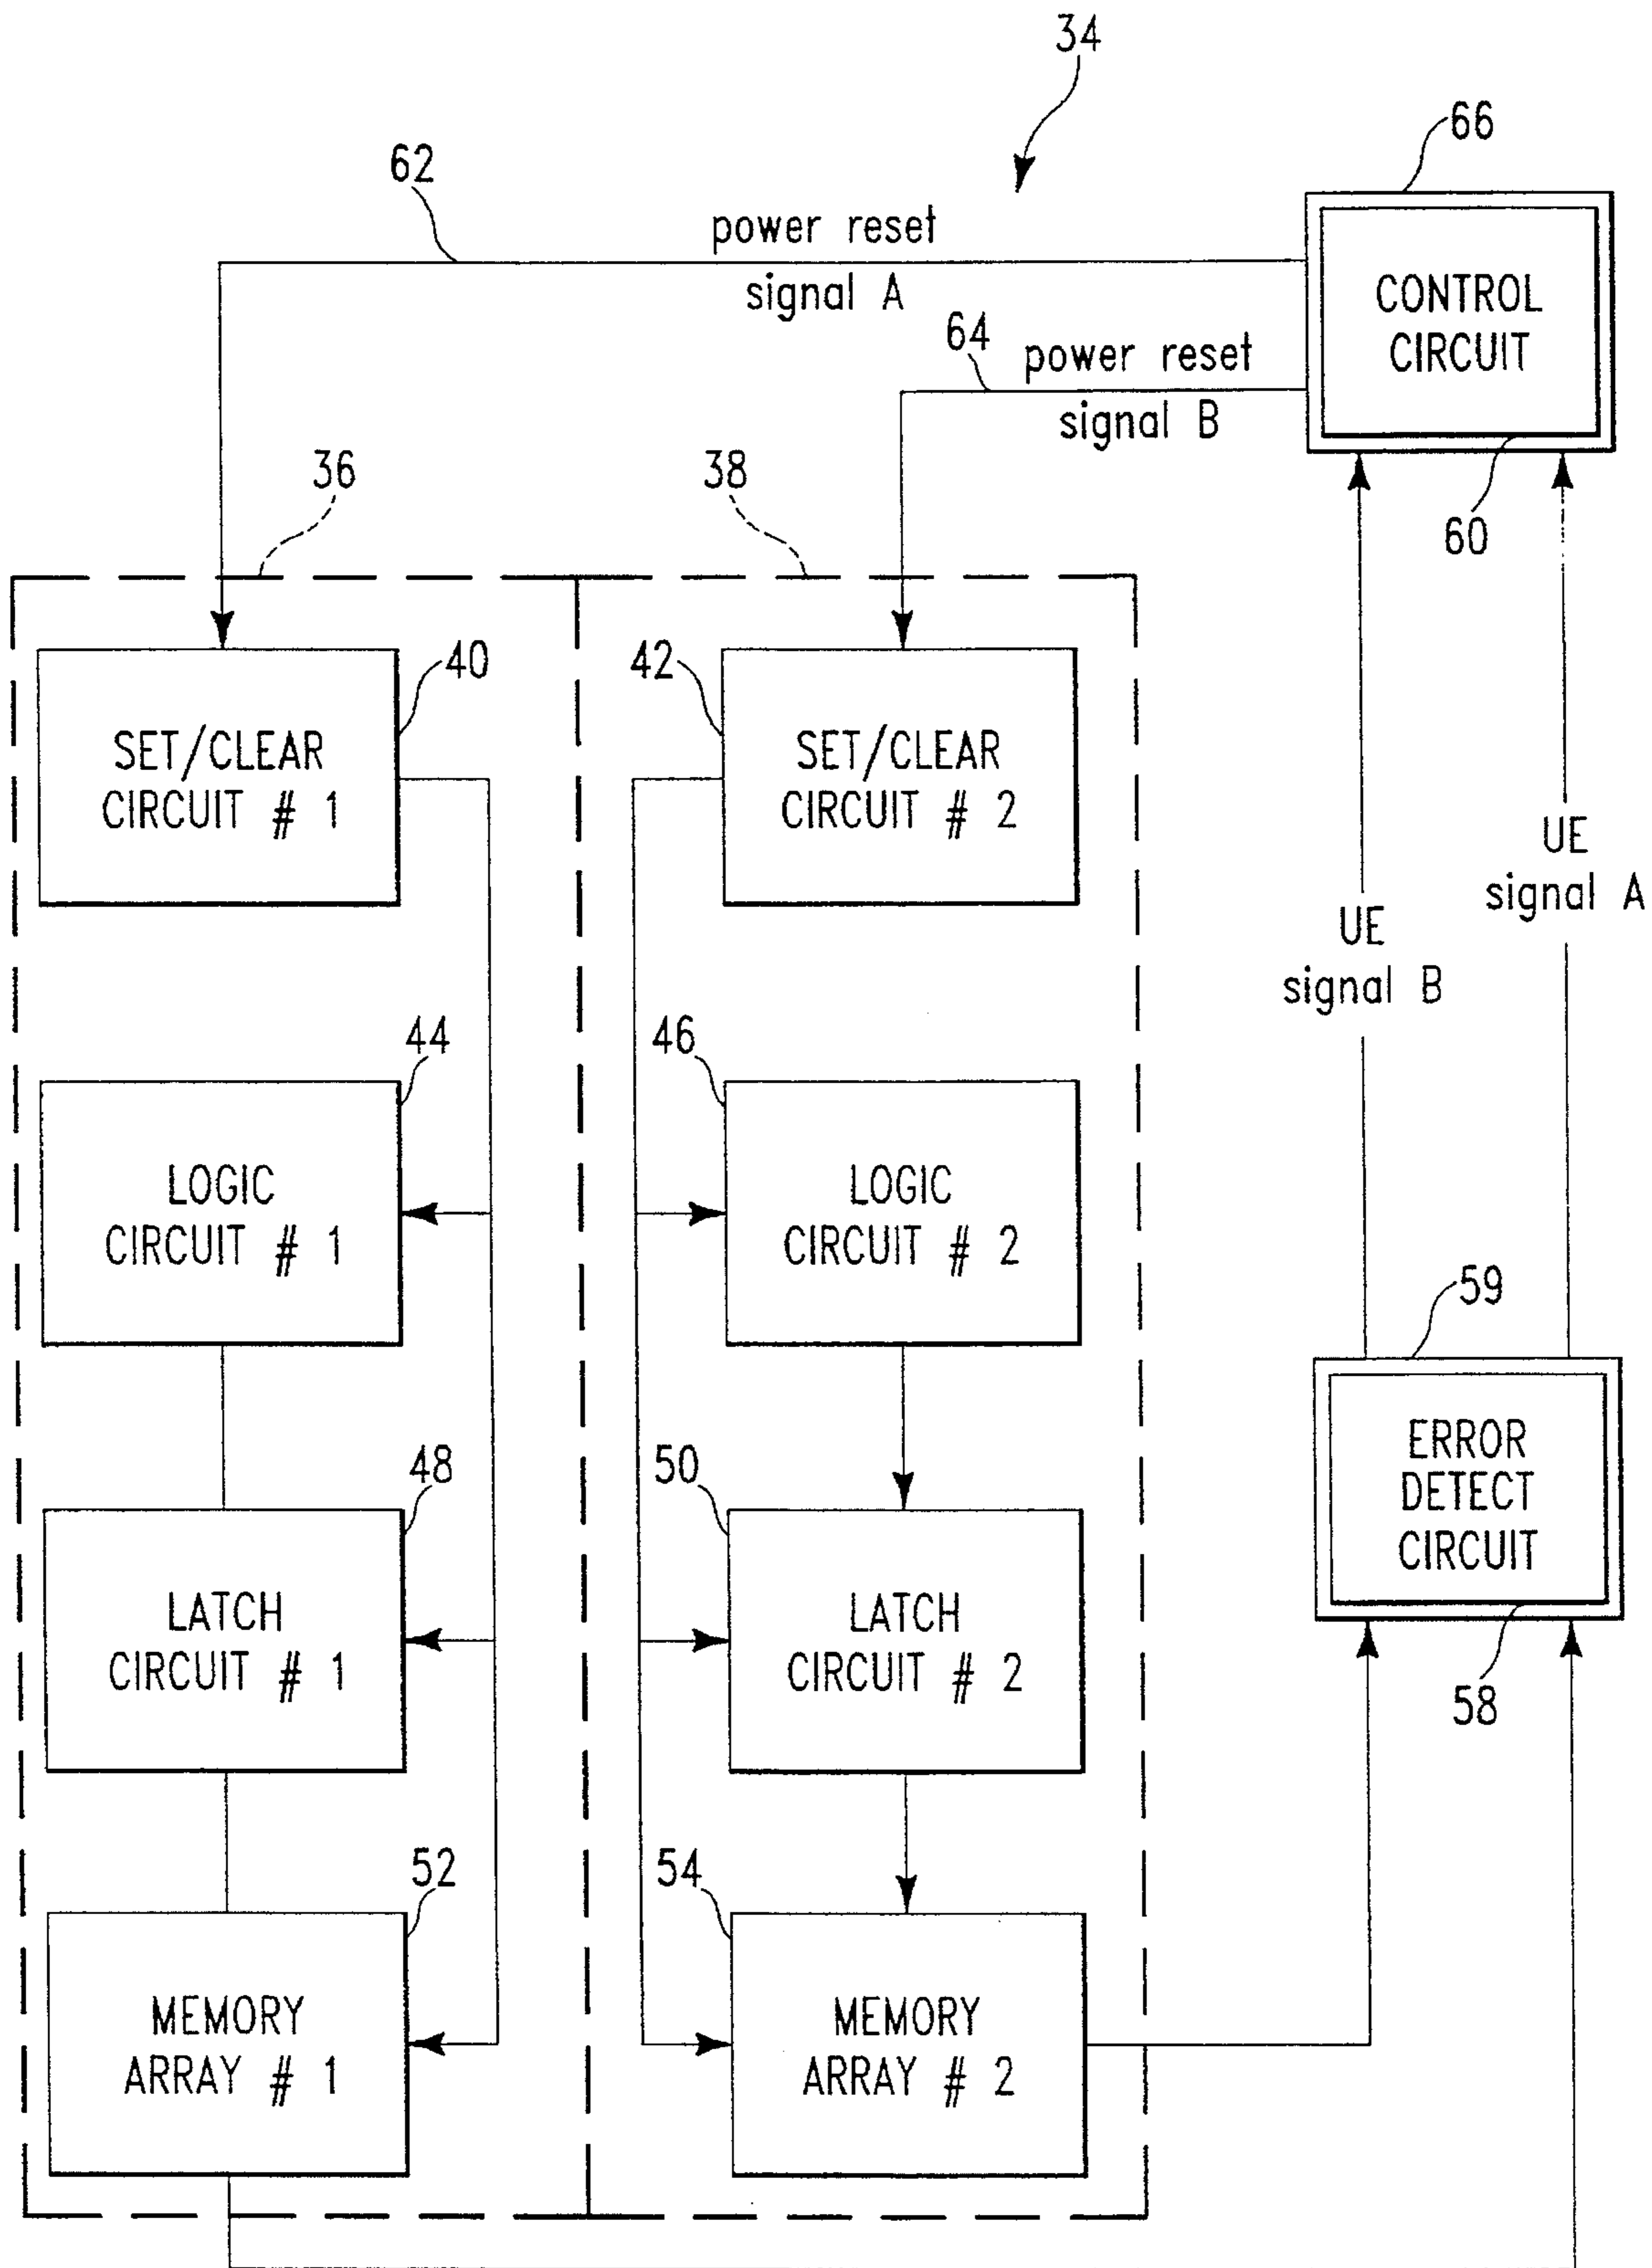 34
66
62
power reset
signal A
CONTROL
CIRCUIT
64
power reset
signal B
60
36
38
40
42
SET/CLEAR
CIRCUIT # 1
SET/CLEAR
CIRCUIT # 2
UE
signal A
UE
signal B
44
46
LOGIC
CIRCUIT # 1
LOGIC
CIRCUIT # 2
59
48
50
ERROR
DETECT
CIRCUIT
LATCH
CIRCUIT # 1
LATCH
CIRCUIT # 2
58
52
54
MEMORY
ARRAY # 1
MEMORY
ARRAY # 2